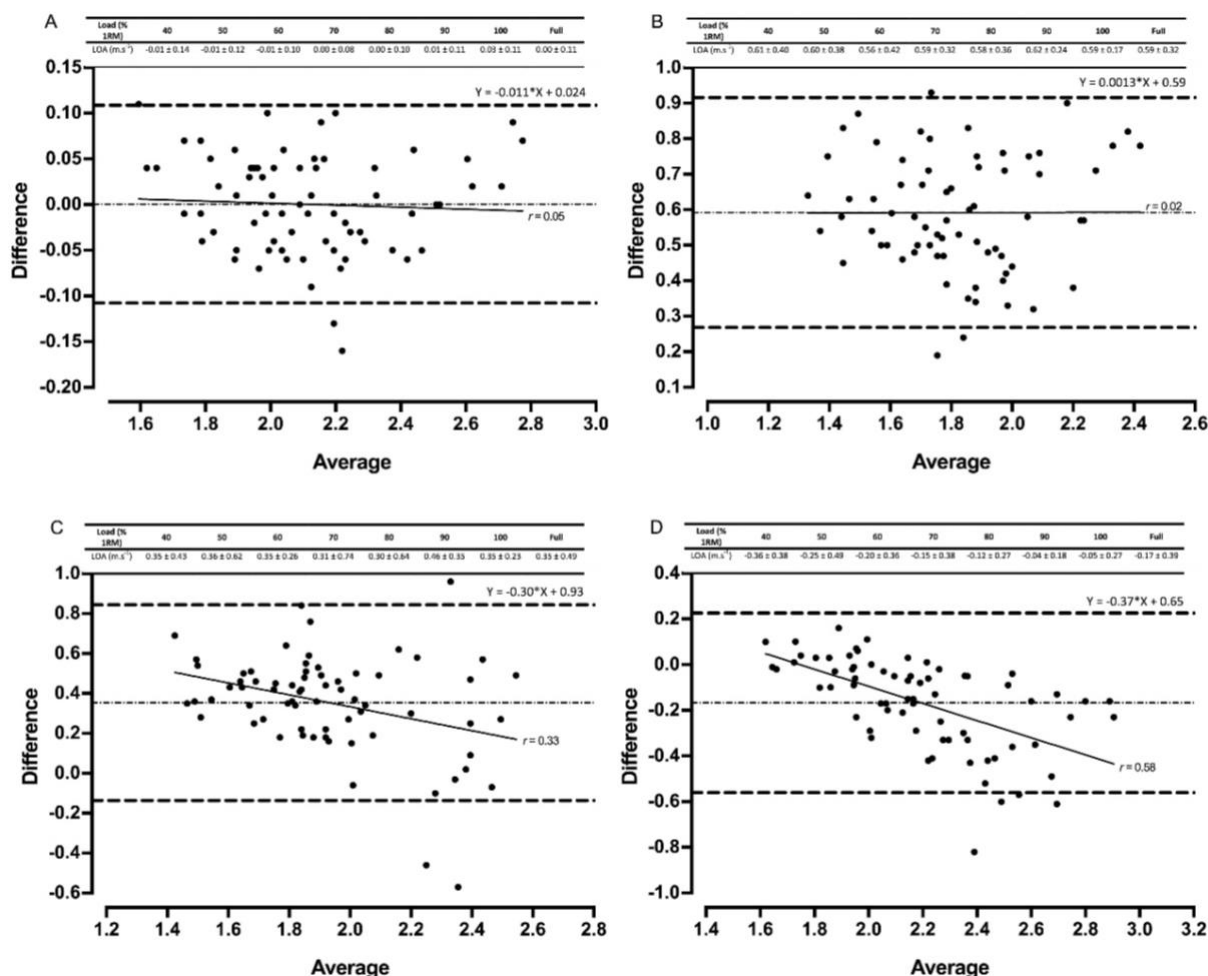 A
Load (% 1RM) 40 50 60 70 80 90 100 Full
LOA (m.s⁻¹) -0.01 ± 0.14 -0.01 ± 0.12 -0.01 ± 0.10 0.00 ± 0.08 0.00 ± 0.10 0.01 ± 0.11 0.03 ± 0.11 0.00 ± 0.11
0.15
Y = -0.011*X + 0.024
0.10
0.05
0.00
r = 0.05
-0.05
-0.10
-0.15
-0.20
Difference
1.6 1.8 2.0 2.2 2.4 2.6 2.8 3.0
Average
B
Load (% 1RM) 40 50 60 70 80 90 100 Full
LOA (m.s⁻¹) 0.61 ± 0.40 0.60 ± 0.38 0.56 ± 0.42 0.59 ± 0.32 0.58 ± 0.36 0.62 ± 0.24 0.59 ± 0.17 0.59 ± 0.32
1.0
Y = 0.0013*X + 0.59
0.9
0.8
0.7
0.6
r = 0.02
0.5
0.4
0.3
0.2
0.1
Difference
1.0 1.2 1.4 1.6 1.8 2.0 2.2 2.4 2.6
Average
C
Load (% 1RM) 40 50 60 70 80 90 100 Full
LOA (m.s⁻¹) 0.35 ± 0.43 0.36 ± 0.62 0.35 ± 0.26 0.31 ± 0.74 0.30 ± 0.64 0.46 ± 0.35 0.35 ± 0.23 0.35 ± 0.49
1.0
Y = -0.30*X + 0.93
0.8
0.6
0.4
r = 0.33
0.2
0.0
-0.2
-0.4
-0.6
Difference
1.2 1.4 1.6 1.8 2.0 2.2 2.4 2.6 2.8
Average
D
Load (% 1RM) 40 50 60 70 80 90 100 Full
LOA (m.s⁻¹) -0.36 ± 0.38 -0.25 ± 0.49 -0.20 ± 0.36 -0.15 ± 0.38 -0.12 ± 0.27 -0.04 ± 0.18 -0.05 ± 0.27 -0.17 ± 0.39
0.4
Y = -0.37*X + 0.65
0.2
0.0
-0.2
-0.4
r = 0.58
-0.6
-0.8
-1.0
Difference
1.4 1.6 1.8 2.0 2.2 2.4 2.6 2.8 3.0 3.2
Average